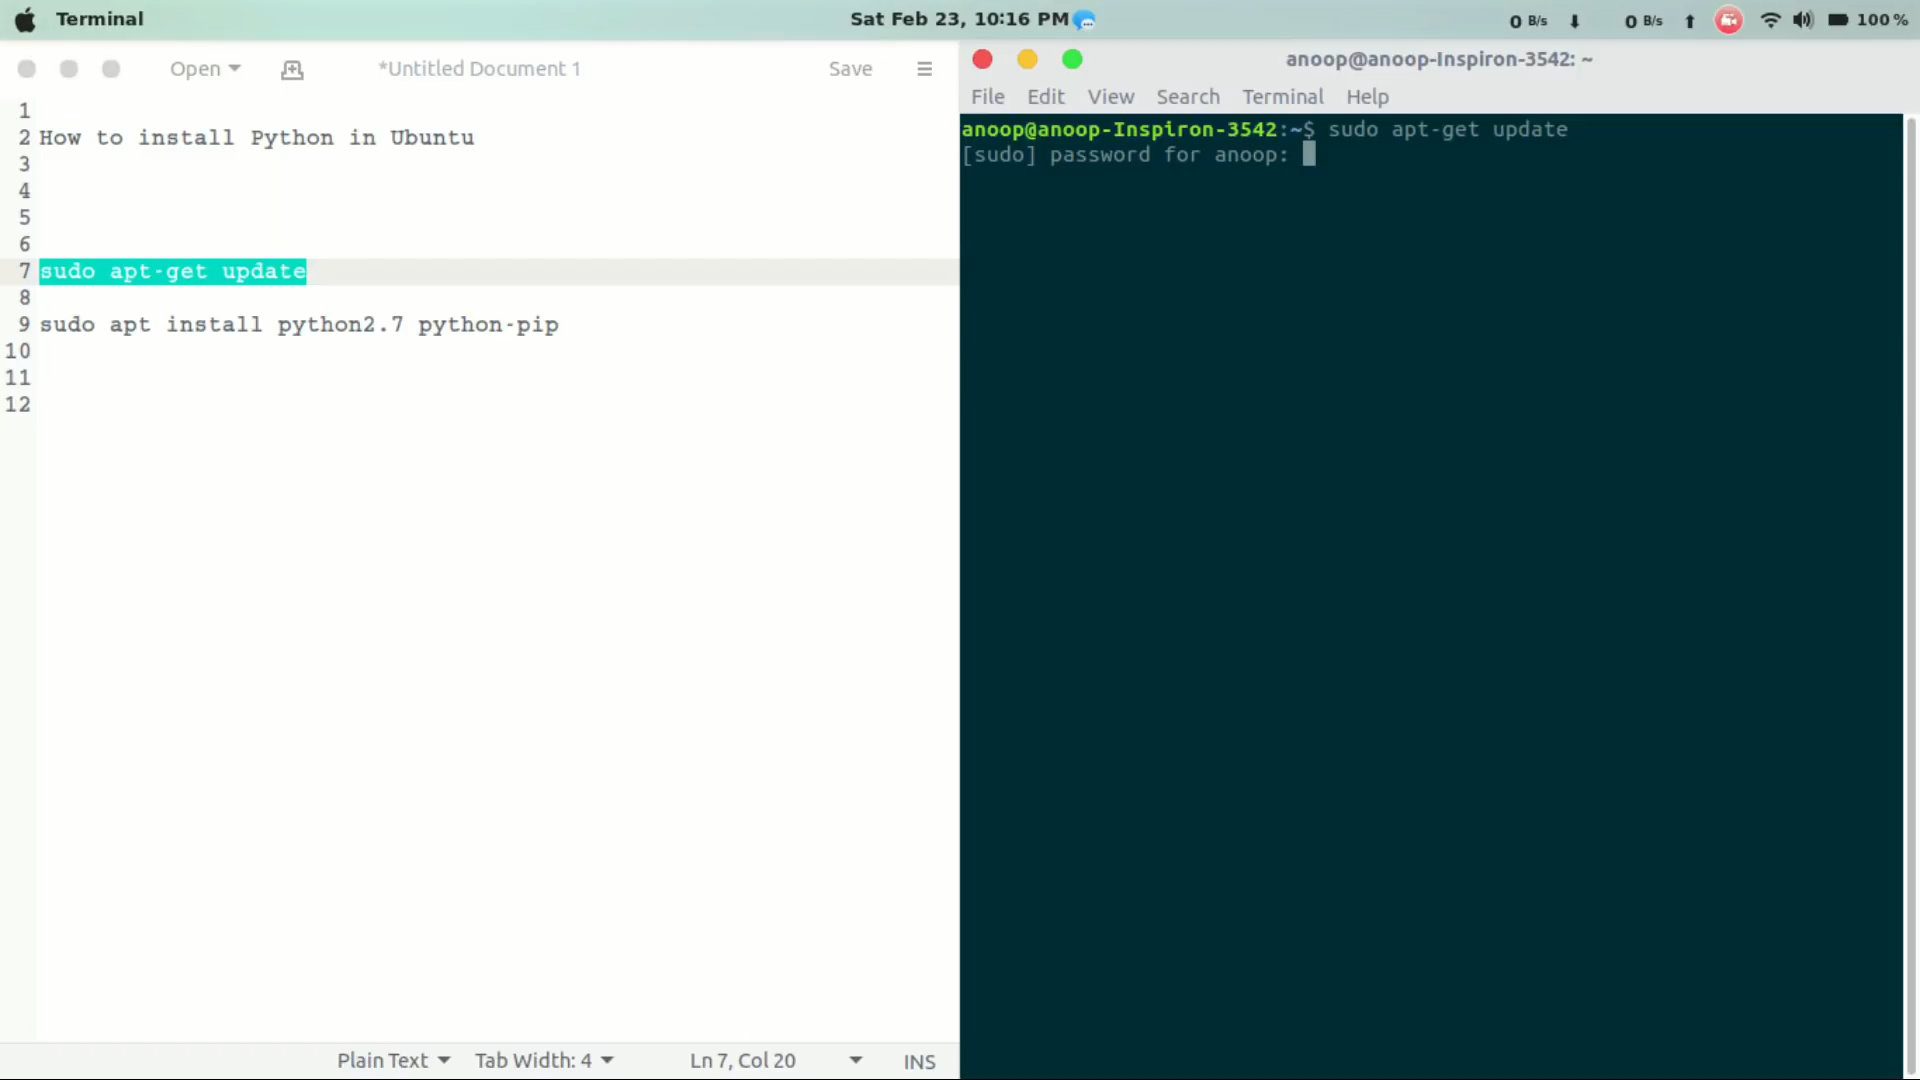 Terminal
Sat Feb 23, 10:16 PM
0 B/s
0 B/s
100 %
Open
*Untitled Document 1
Save
1
2 How to install Python in Ubuntu
3
4
5
6
7 sudo apt-get update
8
9 sudo apt install python2.7 python-pip
10
11
12
Plain Text
Tab Width: 4
Ln 7, Col 20
INS
anoop@anoop-Inspiron-3542: ~
File Edit View Search Terminal Help
anoop@anoop-Inspiron-3542:~$ sudo apt-get update
[sudo] password for anoop: